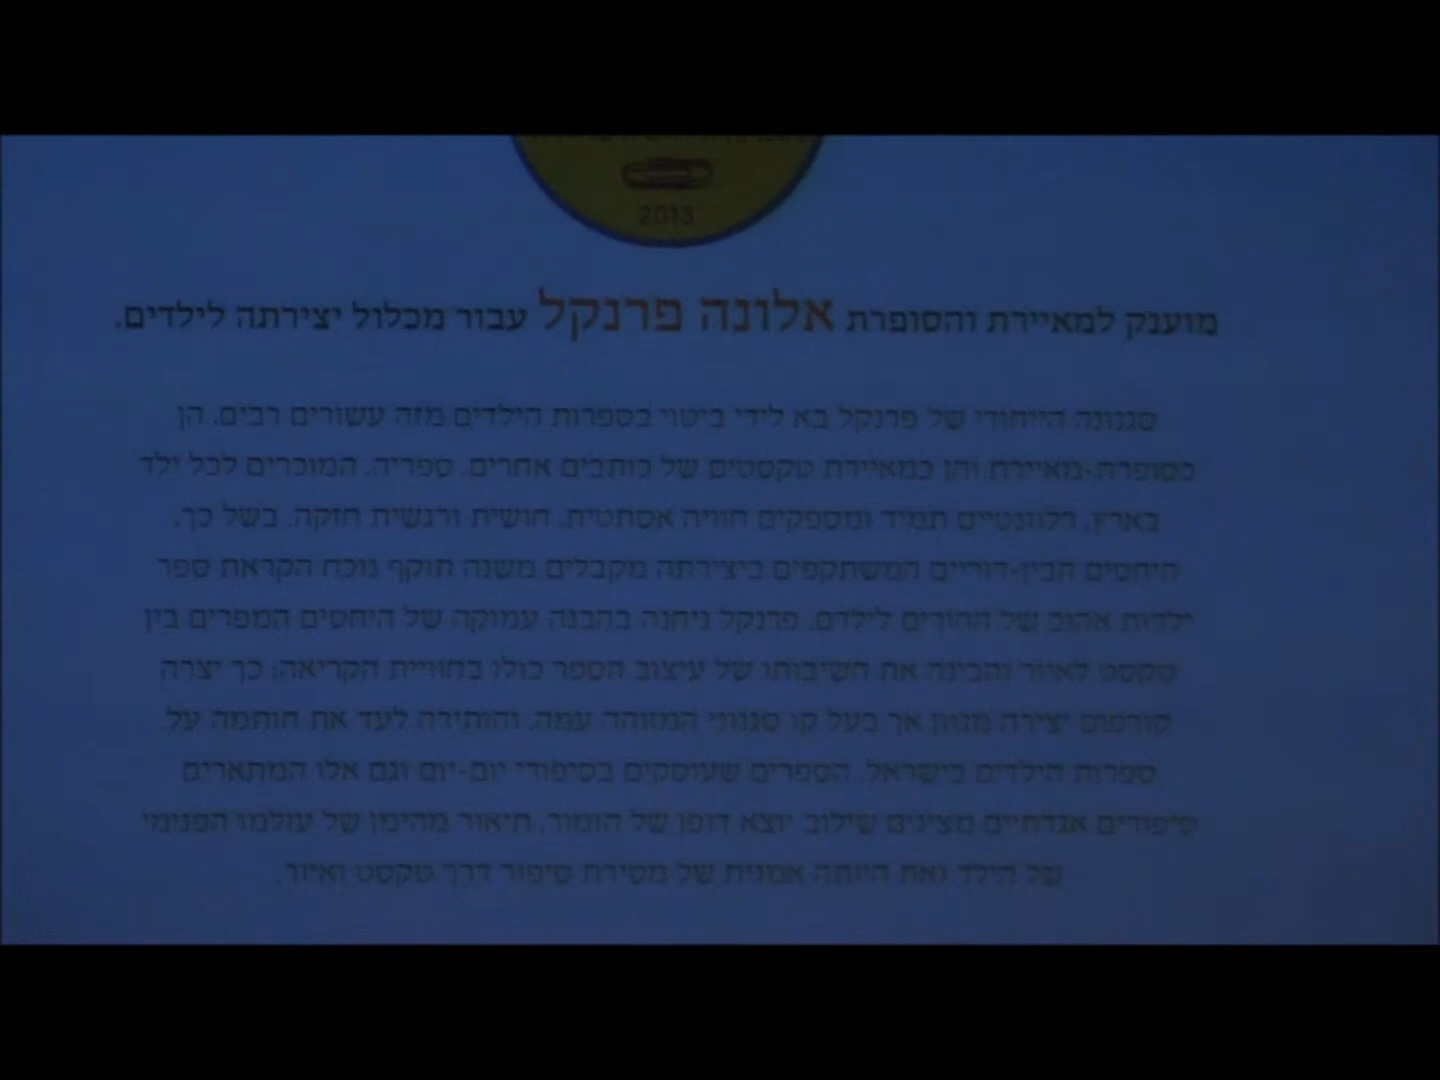 2013
מוענק למאיירת והסופרת אלונה פרנקל עבור מכלול יצירתה לילדים.
סגנונה הייחודי של פרנקל בא לידי ביטוי בספרות הילדים מזה עשורים רבים, הן
כסופרת-מאיירת והן כמאיירת טקסטים של כותבים אחרים. ספריה, המוכרים לכל ילד
בארץ, רלוונטיים תמיד ומספקים חוויה אסתטית, חושית ורגשית חזקה. בשל כך,
היחסים הבין-דוריים המשתקפים ביצירתה מקבלים משנה תוקף נוכח הקראת ספר
ילדות אהוב של ההורים לילדם. פרנקל ניחנה בהבנה עמוקה של היחסים המפרים בין
טקסט לאיור והבינה את חשיבותו של עיצוב הספר כולו בחוויית הקריאה; כך יצרה
קורפוס יצירה מגוון אך בעל קו סגנוני המזוהה עמה, והותירה לעד את חותמה על
ספרות הילדים בישראל. הספרים שעוסקים בסיפורי יום-יום וגם אלו המתארים
סיפורים אגדתיים מציגים שילוב יוצא דופן של הומור, תיאור מהימן של עולמו הפנימי
של הילד ואת היותה אמנית של מסירת סיפור דרך טקסט ואיור.